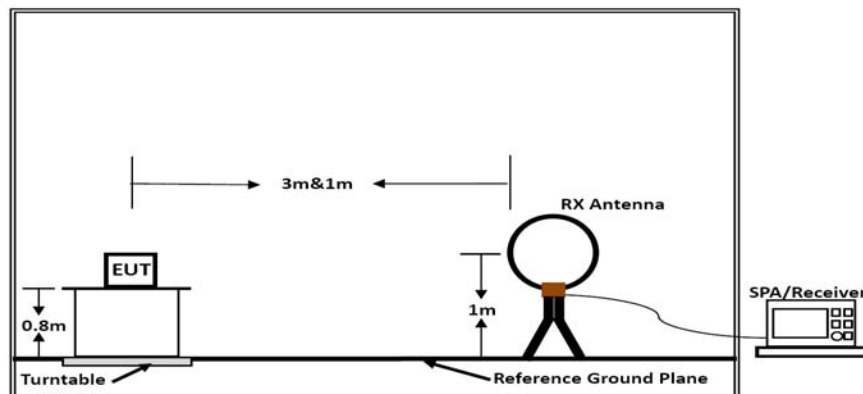 3m&1m
RX Antenna
EUT
SPA/Receiver
0.8m
1m
Turntable
Reference Ground Plane